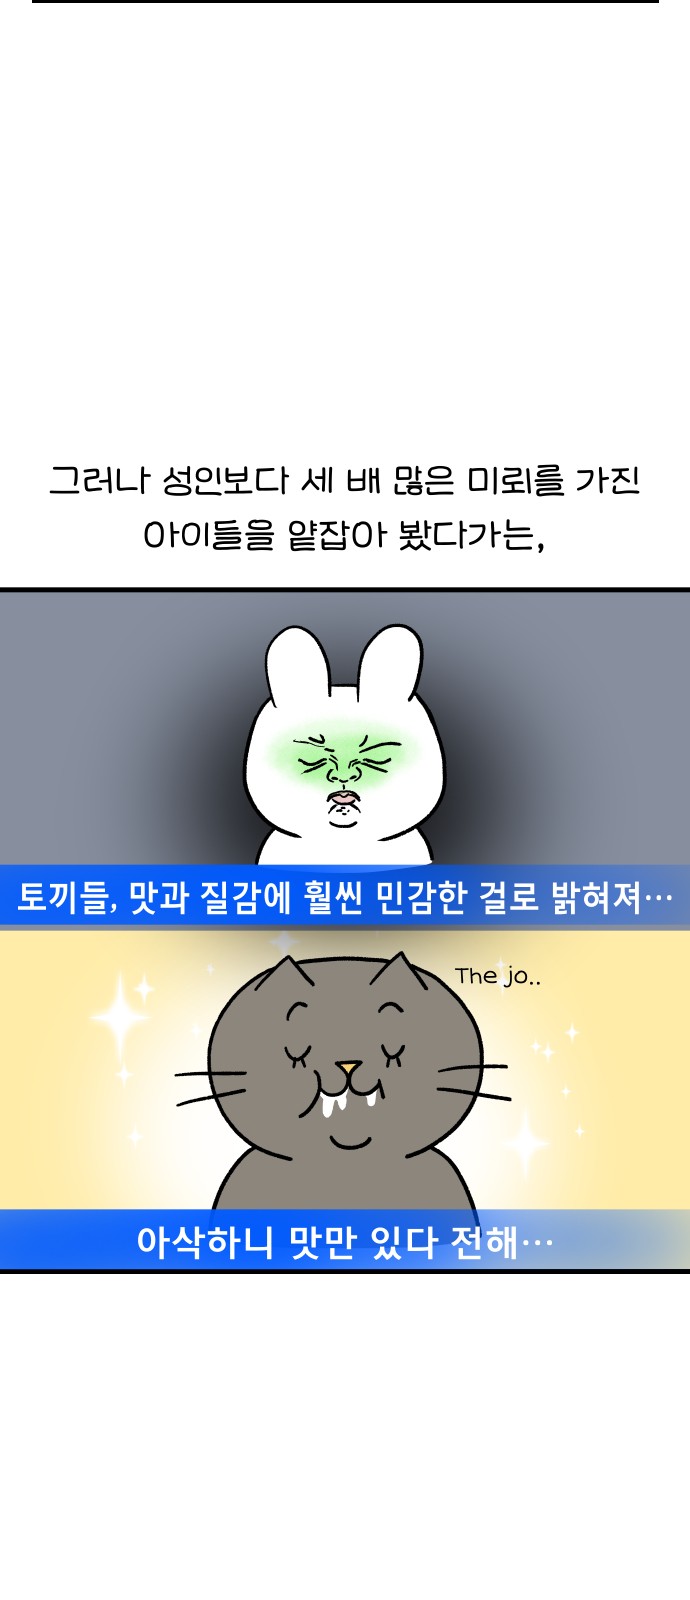 그러나 성인보다 세 배 많은 미뢰를 가진
아이들을 얕잡아 봤다가는,
토끼들, 맛과 질감에 훨씬 민감한 걸로 밝혀져…
The jo..
아삭하니 맛만 있다 전해…